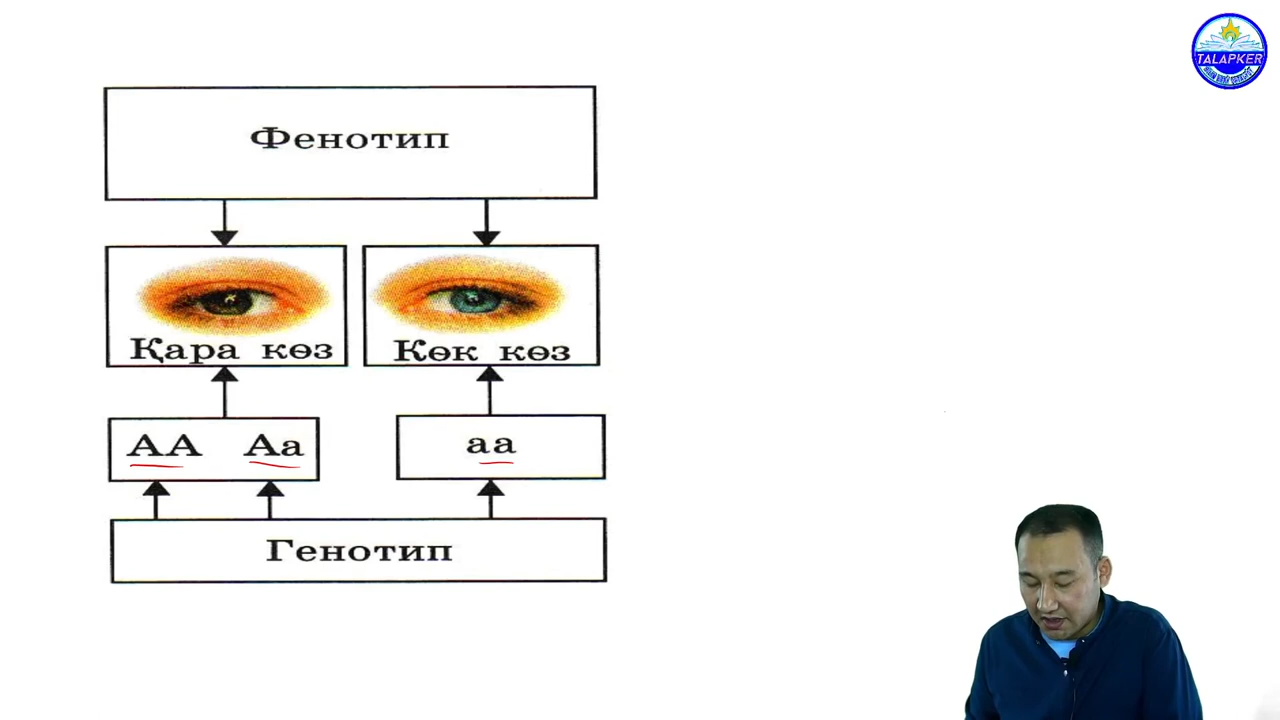 TALAPKER
Фенотип
Қара көз
Көк көз
АА Аа
аа
Генотип